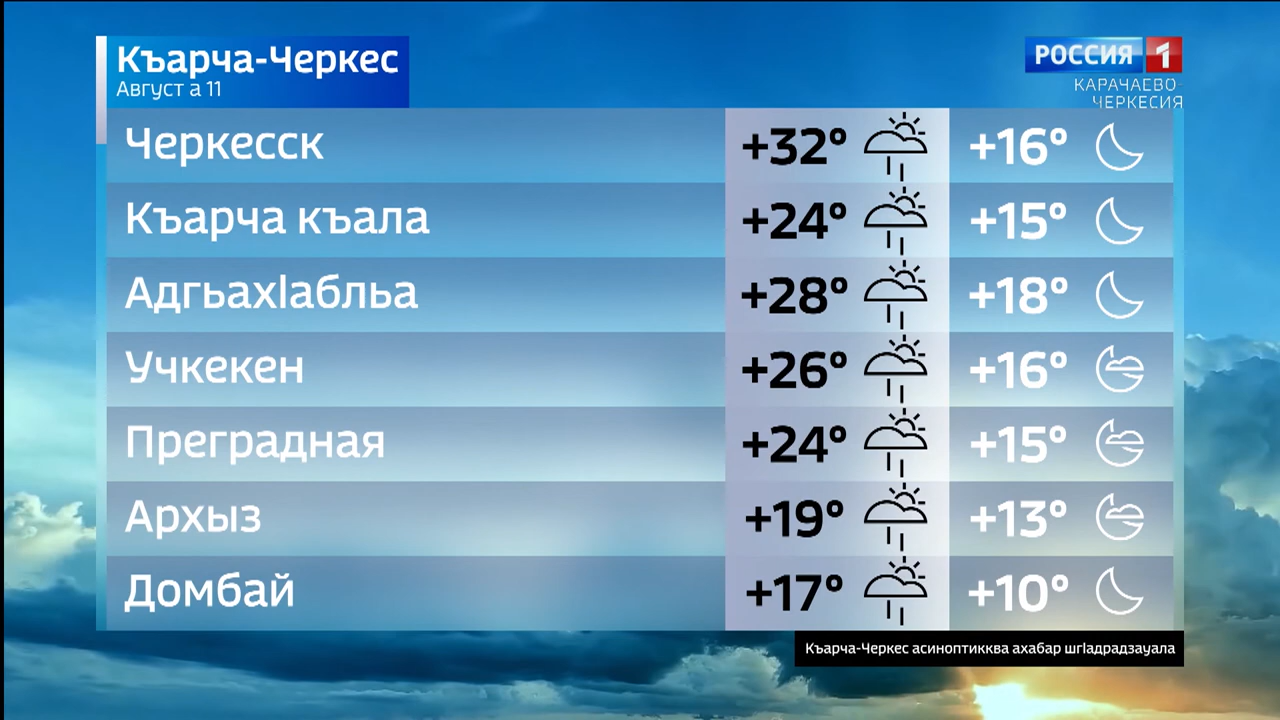 Къарча-Черкес
Август а 11
РОССИЯ 1
КАРАЧАЕВО-
ЧЕРКЕСИЯ
Черкесск +32° +16°
Къарча къала +24° +15°
Адгьахӏабльа +28° +18°
Учкекен +26° +16°
Преградная +24° +15°
Архыз +19° +13°
Домбай +17° +10°
Къарча-Черкес асиноптикква ахабар шгӏадрадзауала